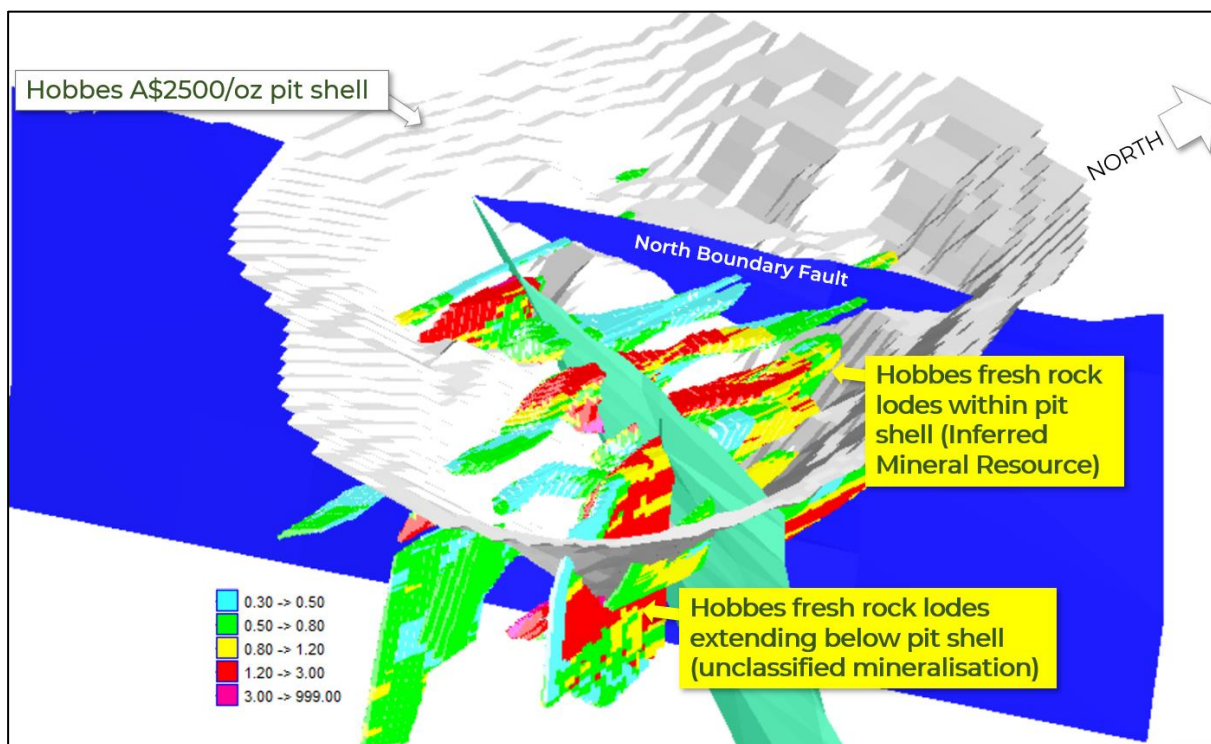 Hobbes A$2500/oz pit shell
NORTH
North Boundary Fault
Hobbes fresh rock
lodes within pit
shell (Inferred
Mineral Resource)
Hobbes fresh rock lodes
extending below pit shell
(unclassified mineralisation)
0.30 -> 0.50
0.50 -> 0.80
0.80 -> 1.20
1.20 -> 3.00
3.00 -> 999.00